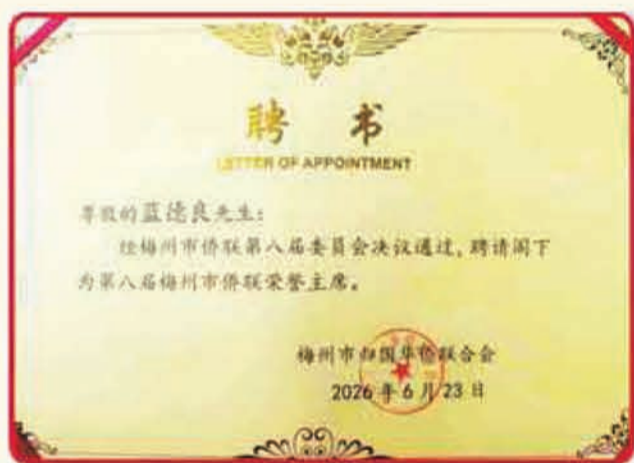 聘 书
LETTER OF APPOINTMENT
尊敬的蓝德良先生：
经梅州市侨联第八届委员会决议通过，聘请阁下
为第八届梅州市侨联荣誉主席。
梅州市归国华侨联合会
2026年6月23日